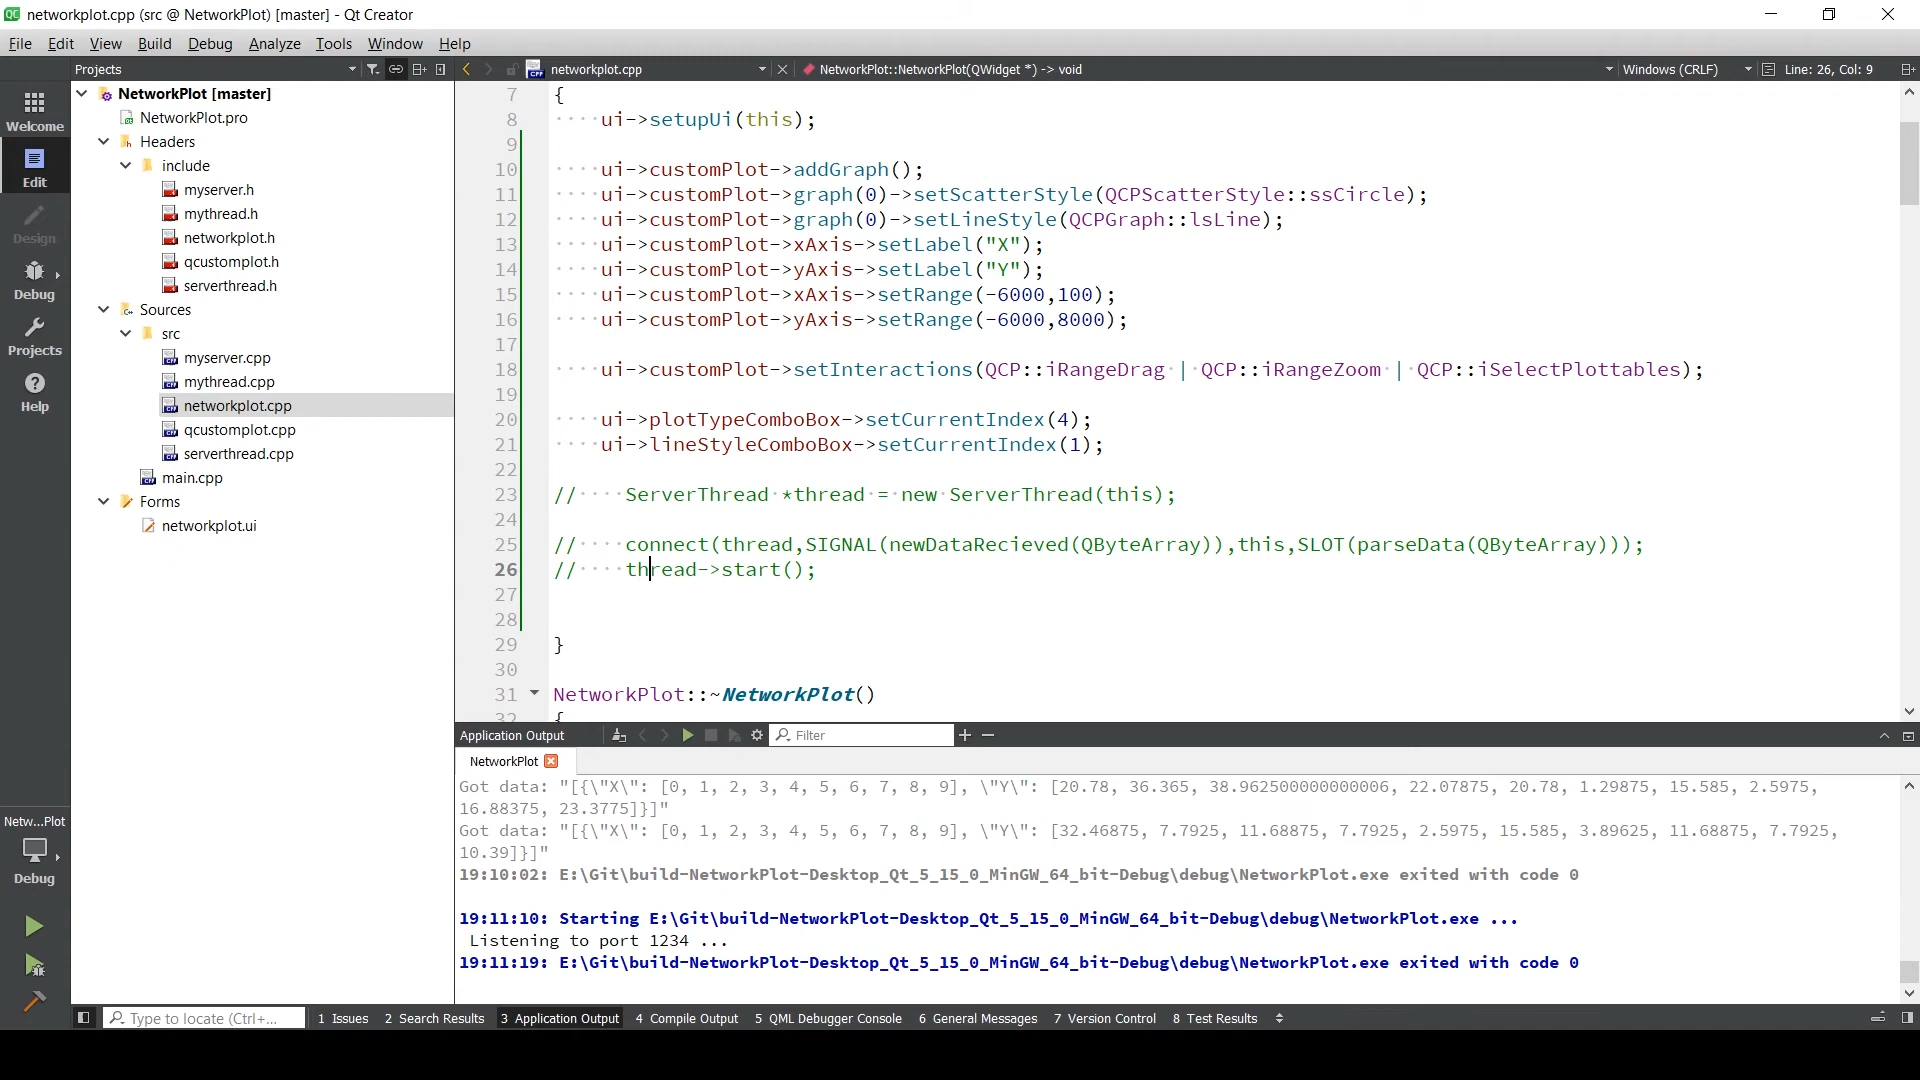 networkplot.cpp (src @ NetworkPlot) [master] - Qt Creator
File Edit View Build Debug Analyze Tools Window Help
Projects
networkplot.cpp
NetworkPlot::NetworkPlot(QWidget *) -> void
Windows (CRLF)
Line: 26, Col: 9
Welcome
Edit
Design
Debug
Projects
Help
Netw...Plot
Debug
NetworkPlot [master]
NetworkPlot.pro
Headers
include
myserver.h
mythread.h
networkplot.h
qcustomplot.h
serverthread.h
Sources
src
myserver.cpp
mythread.cpp
networkplot.cpp
qcustomplot.cpp
serverthread.cpp
main.cpp
Forms
networkplot.ui
7 {
8 ····ui->setupUi(this);
9
10 ····ui->customPlot->addGraph();
11 ····ui->customPlot->graph(0)->setScatterStyle(QCPScatterStyle::ssCircle);
12 ····ui->customPlot->graph(0)->setLineStyle(QCPGraph::lsLine);
13 ····ui->customPlot->xAxis->setLabel("X");
14 ····ui->customPlot->yAxis->setLabel("Y");
15 ····ui->customPlot->xAxis->setRange(-6000,100);
16 ····ui->customPlot->yAxis->setRange(-6000,8000);
17
18 ····ui->customPlot->setInteractions(QCP::iRangeDrag·|·QCP::iRangeZoom·|·QCP::iSelectPlottables);
19
20 ····ui->plotTypeComboBox->setCurrentIndex(4);
21 ····ui->lineStyleComboBox->setCurrentIndex(1);
22
23 //····ServerThread·*thread·=·new·ServerThread(this);
24
25 //····connect(thread,SIGNAL(newDataRecieved(QByteArray)),this,SLOT(parseData(QByteArray)));
26 //····thread->start();
27
28
29 }
30
31 NetworkPlot::~NetworkPlot()
32 {
Application Output
Filter
NetworkPlot
Got data: "[{\"X\": [0, 1, 2, 3, 4, 5, 6, 7, 8, 9], \"Y\": [20.78, 36.365, 38.962500000000006, 22.07875, 20.78, 1.29875, 15.585, 2.5975,
16.88375, 23.3775]}]"
Got data: "[{\"X\": [0, 1, 2, 3, 4, 5, 6, 7, 8, 9], \"Y\": [32.46875, 7.7925, 11.68875, 7.7925, 2.5975, 15.585, 3.89625, 11.68875, 7.7925,
10.39]}]"
19:10:02: E:\Git\build-NetworkPlot-Desktop_Qt_5_15_0_MinGW_64_bit-Debug\debug\NetworkPlot.exe exited with code 0
19:11:10: Starting E:\Git\build-NetworkPlot-Desktop_Qt_5_15_0_MinGW_64_bit-Debug\debug\NetworkPlot.exe ...
Listening to port 1234 ...
19:11:19: E:\Git\build-NetworkPlot-Desktop_Qt_5_15_0_MinGW_64_bit-Debug\debug\NetworkPlot.exe exited with code 0
Type to locate (Ctrl+...
1 Issues
2 Search Results
3 Application Output
4 Compile Output
5 QML Debugger Console
6 General Messages
7 Version Control
8 Test Results